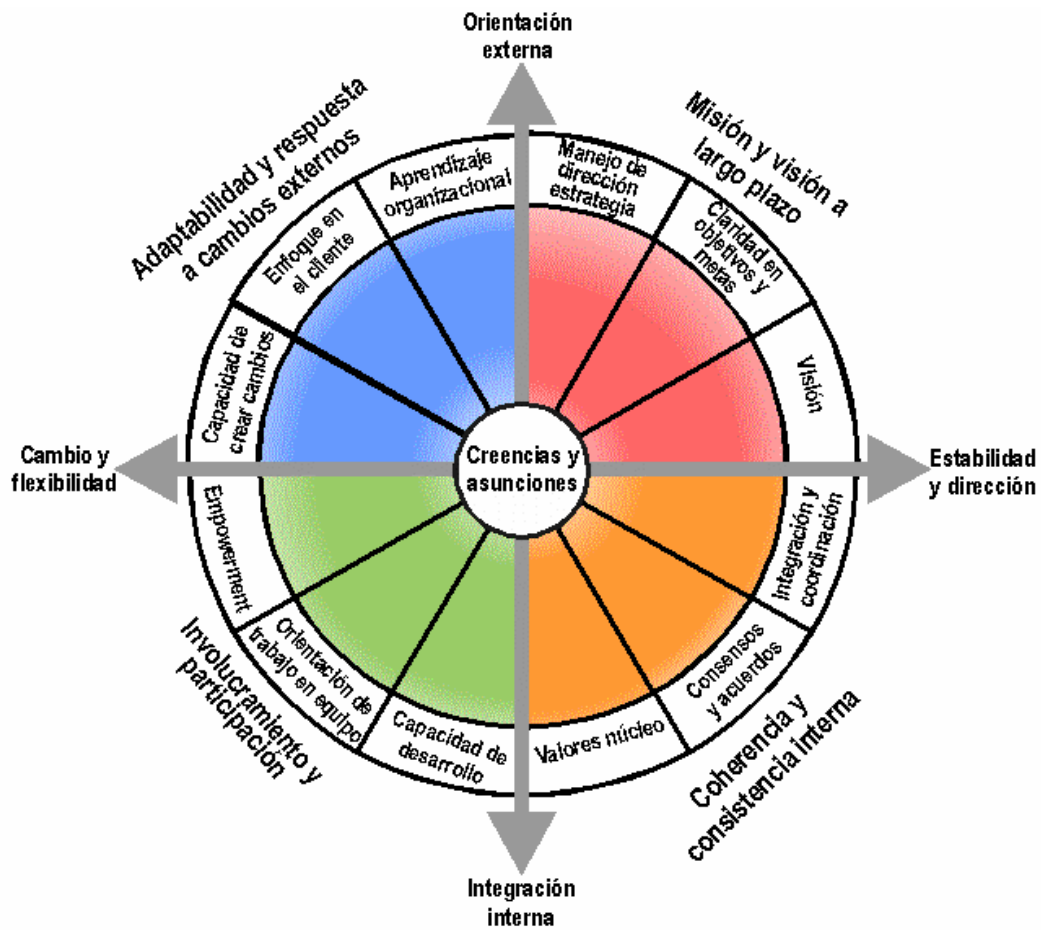 Orientación
externa
Adaptabilidad y respuesta
a cambios externos
Misión y visión a
largo plazo
Aprendizaje
organizacional
Manejo de
dirección
estrategia
Enfoque en
el cliente
Claridad en
objetivos y
metas
Capacidad de
crear cambios
Visión
Cambio y
flexibilidad
Creencias y
asunciones
Estabilidad
y dirección
Empowerment
Integración y
coordinación
Orientación de
trabajo en equipo
Consensos
y acuerdos
Capacidad de
desarrollo
Valores núcleo
Involucramiento y
participación
Coherencia y
consistencia interna
Integración
interna